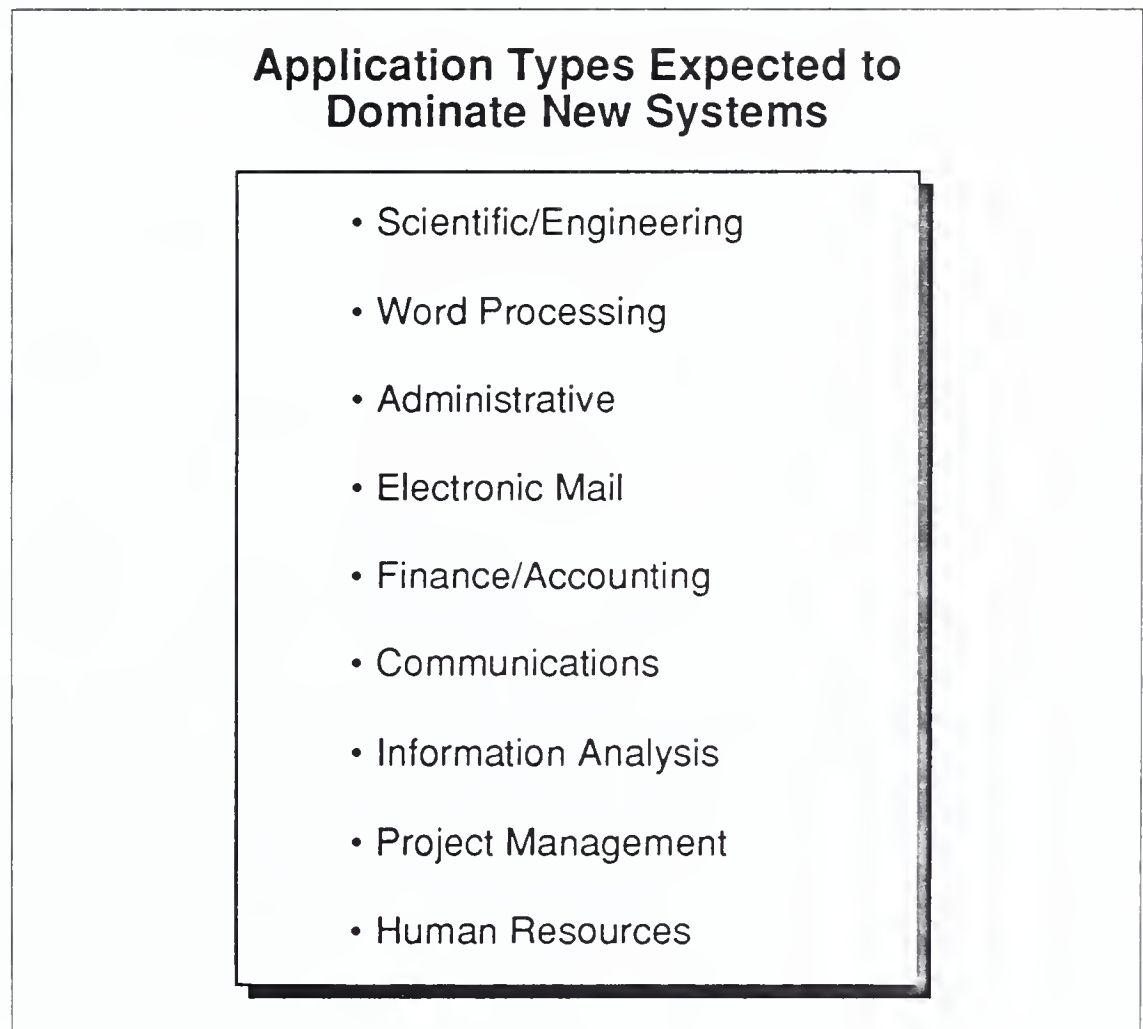 Application Types Expected to
Dominate New Systems
• Scientific/Engineering
• Word Processing
• Administrative
• Electronic Mail
• Finance/Accounting
• Communications
• Information Analysis
• Project Management
• Human Resources